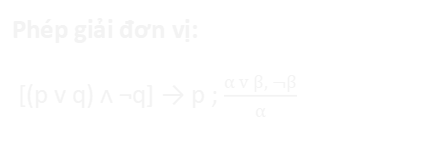 Phép giải đơn vị:
[(p v q) ʌ ¬q] → p ; α v β, ¬β / α